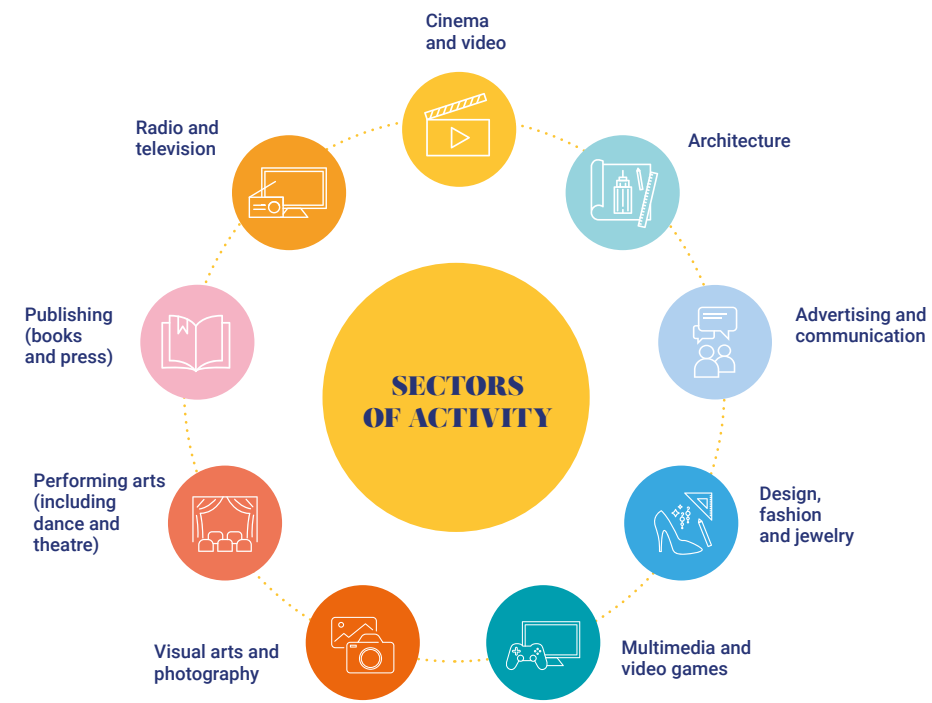 Cinema
and video
Architecture
Advertising and
communication
Design,
fashion
and jewelry
Multimedia and
video games
Visual arts and
photography
Performing arts
(including
dance and
theatre)
Publishing
(books
and press)
Radio and
television
SECTORS
OF ACTIVITY